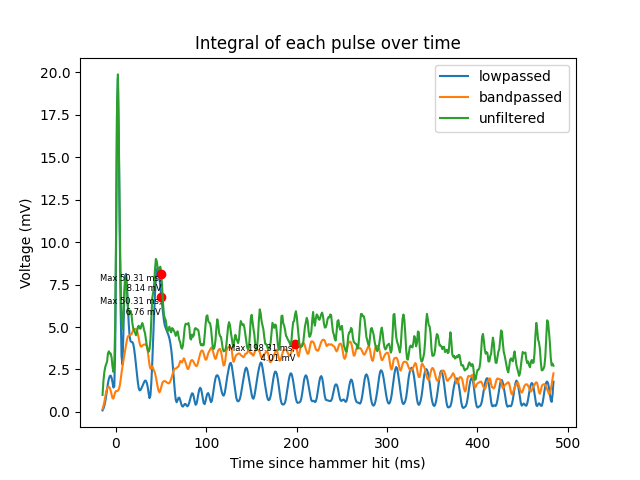 Integral of each pulse over time
lowpassed
bandpassed
unfiltered
Voltage (mV)
20.0
17.5
15.0
12.5
10.0
7.5
5.0
2.5
0.0
Max 50.31 ms,
8.14 mV
Max 50.31 ms,
6.76 mV
Max 198.31 ms,
4.01 mV
0
100
200
300
400
500
Time since hammer hit (ms)